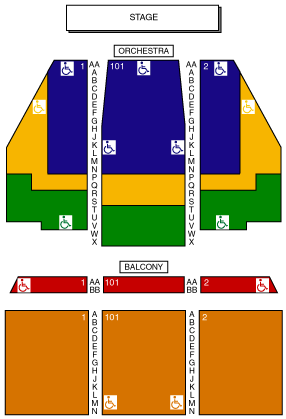 STAGE
ORCHESTRA
1 AA 101 AA 2
A A
B B
C C
D D
E E
F F
G G
H H
J J
K K
L L
M M
N N
P P
Q Q
R R
S S
T T
U U
V V
W W
X X
BALCONY
1 AA 101 AA 2
BB BB
1 A 101 A 2
B B
C C
D D
E E
F F
G G
H H
J J
K K
L L
M M
N N